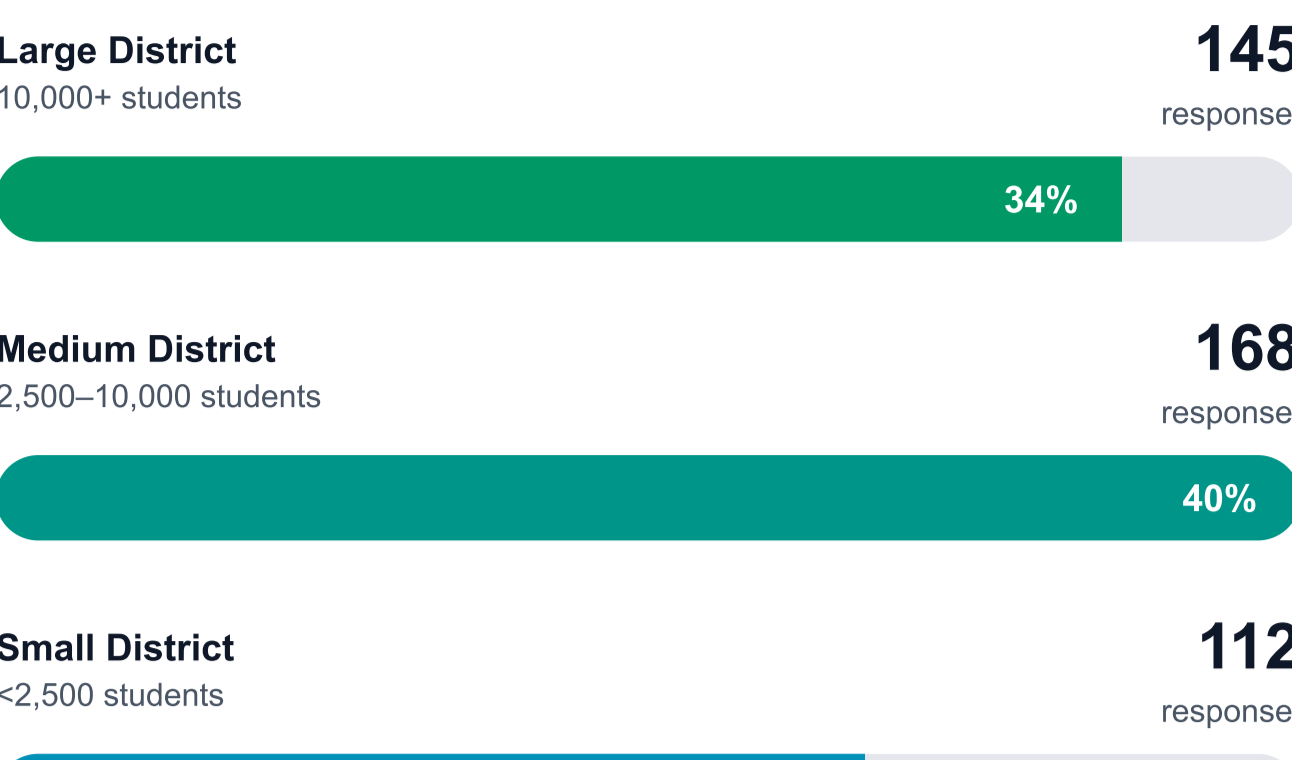 Large District
145
10,000+ students
response
34%
Medium District
168
2,500–10,000 students
response
40%
Small District
112
<2,500 students
response